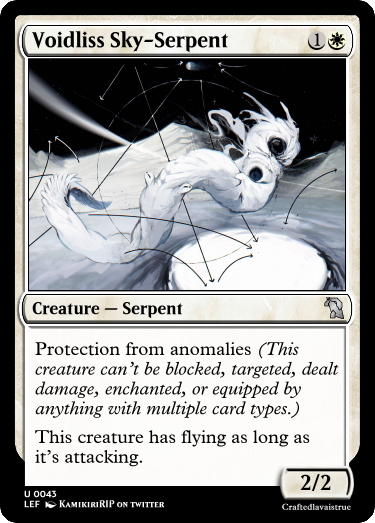 Voidliss Sky-Serpent 1
Creature — Serpent
Protection from anomalies (This
creature can't be blocked, targeted, dealt
damage, enchanted, or equipped by
anything with multiple card types.)
This creature has flying as long as
it's attacking.
2/2
U 0043
LEF KAMIKIRIRIP ON TWITTER
Craftedlavaistrue